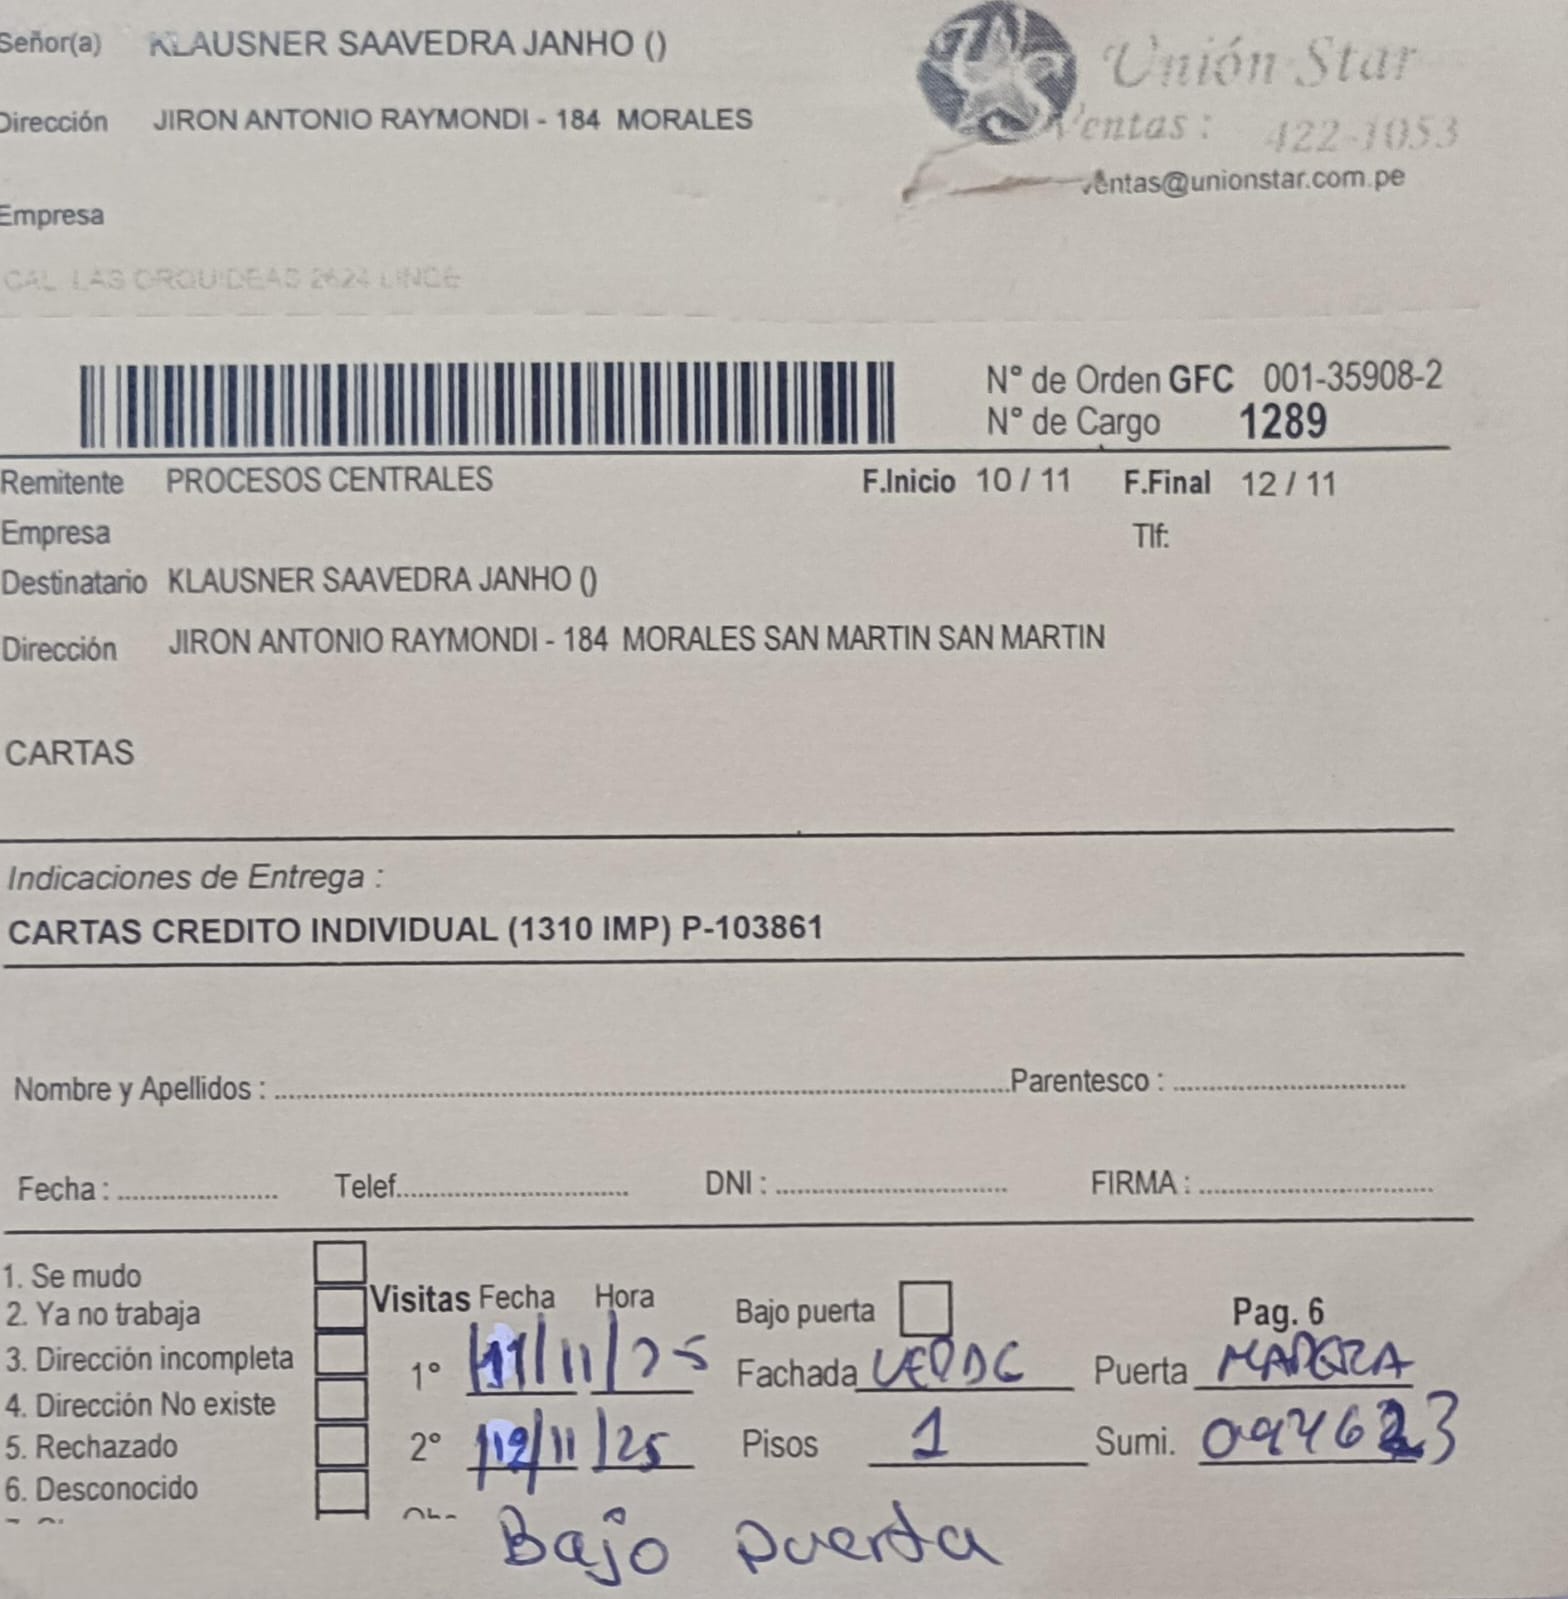 Señor(a) KLAUSNER SAAVEDRA JANHO ()
Unión Star
Dirección JIRON ANTONIO RAYMONDI - 184 MORALES
Ventas : 422-1053
ventas@unionstar.com.pe
Empresa
CAL. LAS ORQUIDEAS 2624 LINCE
N° de Orden GFC 001-35908-2
N° de Cargo 1289
Remitente PROCESOS CENTRALES F.Inicio 10 / 11 F.Final 12 / 11
Empresa Tlf:
Destinatario KLAUSNER SAAVEDRA JANHO ()
Dirección JIRON ANTONIO RAYMONDI - 184 MORALES SAN MARTIN SAN MARTIN
CARTAS
Indicaciones de Entrega :
CARTAS CREDITO INDIVIDUAL (1310 IMP) P-103861
Nombre y Apellidos : Parentesco :
Fecha : Telef. DNI : FIRMA :
1. Se mudo
2. Ya no trabaja
3. Dirección incompleta
4. Dirección No existe
5. Rechazado
6. Desconocido
Visitas Fecha Hora
1° 11/11/25
2° 12/11/25
Bajo puerta
Pag. 6
Fachada VERDE Puerta MADERA
Pisos 1 Sumi.
Bajo puerta